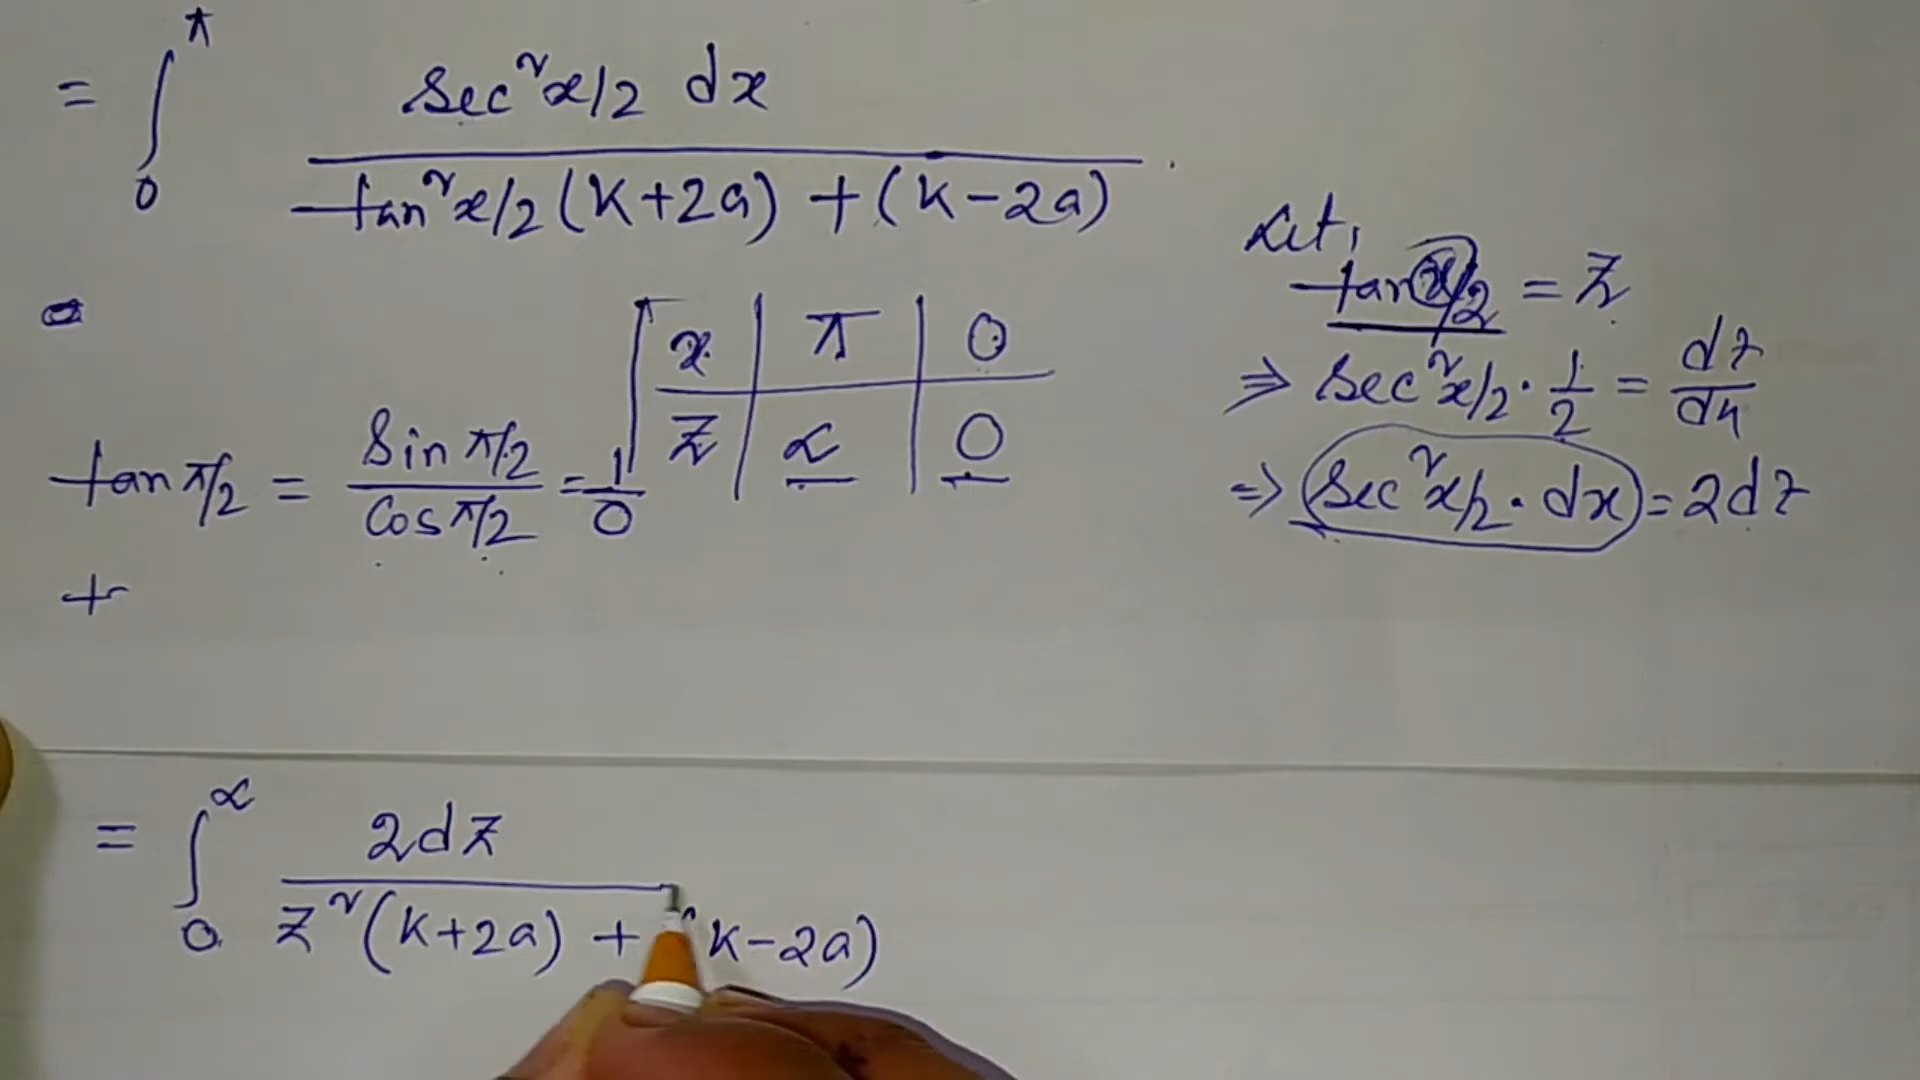 = ∫₀^π sec²x/2 dx / tan²x/2 (K+2a) + (K-2a)
Let,
tan x/2 = Z
⇒ sec²x/2 · 1/2 = dz/dx
⇒ sec²x/2 · dx = 2dz
x | π | 0
Z | ∝ | 0
tan π/2 = Sin π/2 / Cos π/2 = 1/0
+
= ∫₀^∝ 2dz / Z²(K+2a) + (K-2a)